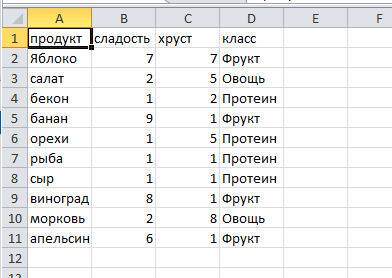 A B C D E F
1 продукт сладость хруст класс
2 Яблоко 7 7 Фрукт
3 салат 2 5 Овощь
4 бекон 1 2 Протеин
5 банан 9 1 Фрукт
6 орехи 1 5 Протеин
7 рыба 1 1 Протеин
8 сыр 1 1 Протеин
9 виноград 8 1 Фрукт
10 морковь 2 8 Овощь
11 апельсин 6 1 Фрукт
12